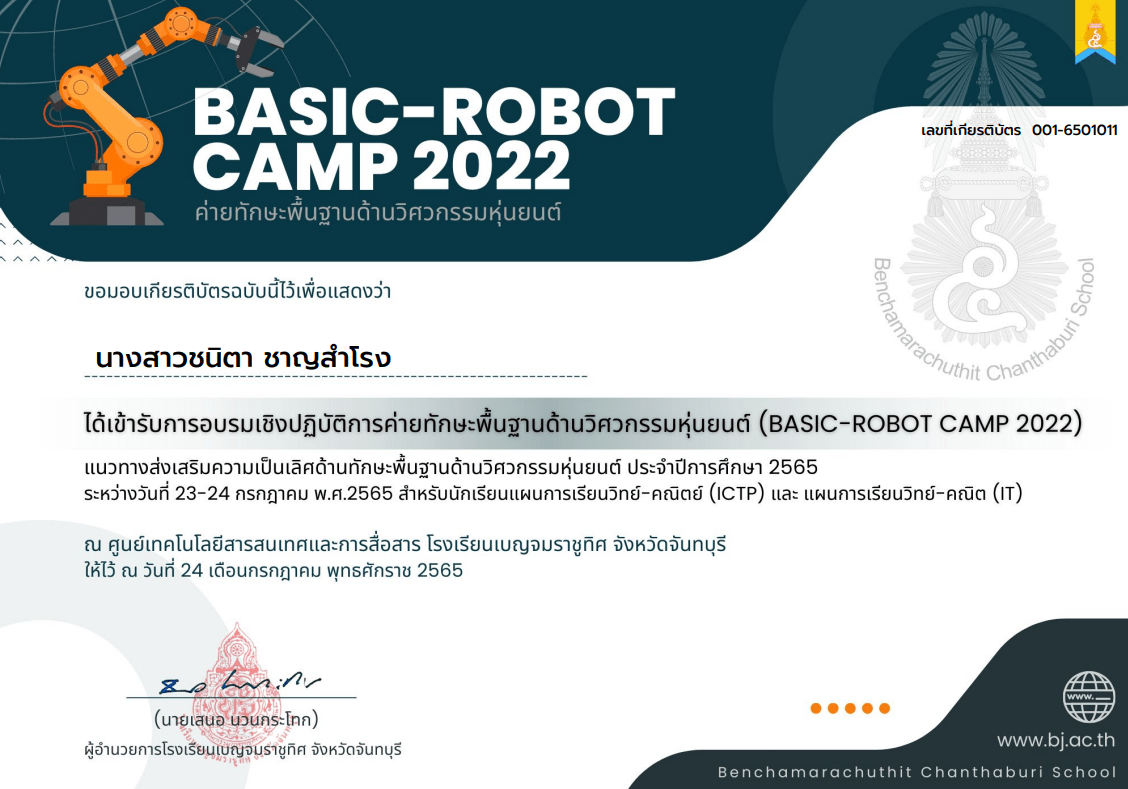 BASIC-ROBOT
CAMP 2022
ค่ายทักษะพื้นฐานด้านวิศวกรรมหุ่นยนต์
เลขที่เกียรติบัตร 001-6501011
Benchamarachuthit Chanthaburi School
ขอมอบเกียรติบัตรฉบับนี้ไว้เพื่อแสดงว่า
นางสาวชนิตา ชาญสำโรง
ได้เข้ารับการอบรมเชิงปฏิบัติการค่ายทักษะพื้นฐานด้านวิศวกรรมหุ่นยนต์ (BASIC-ROBOT CAMP 2022)
แนวทางส่งเสริมความเป็นเลิศด้านทักษะพื้นฐานด้านวิศวกรรมหุ่นยนต์ ประจำปีการศึกษา 2565
ระหว่างวันที่ 23-24 กรกฎาคม พ.ศ.2565 สำหรับนักเรียนแผนการเรียนวิทย์-คณิตย์ (ICTP) และ แผนการเรียนวิทย์-คณิต (IT)
ณ ศูนย์เทคโนโลยีสารสนเทศและการสื่อสาร โรงเรียนเบญจมราชูทิศ จังหวัดจันทบุรี
ให้ไว้ ณ วันที่ 24 เดือนกรกฎาคม พุทธศักราช 2565
(นายเสนอ นวนกระโทก)
ผู้อำนวยการโรงเรียนเบญจมราชูทิศ จังหวัดจันทบุรี
www.
www.bj.ac.th
Benchamarachuthit Chanthaburi School